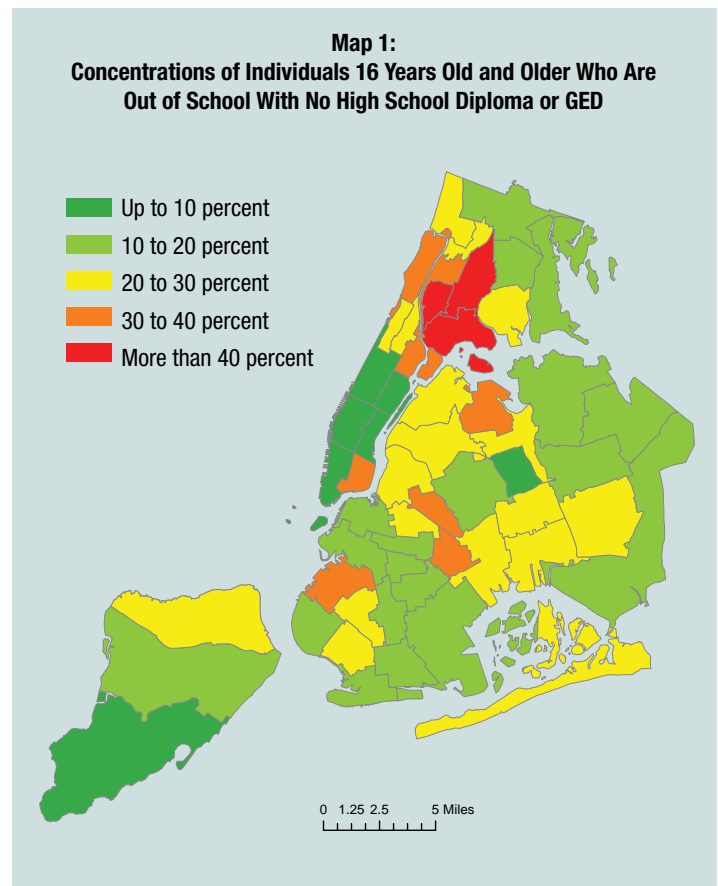 Map 1:
Concentrations of Individuals 16 Years Old and Older Who Are
Out of School With No High School Diploma or GED
Up to 10 percent
10 to 20 percent
20 to 30 percent
30 to 40 percent
More than 40 percent
0 1.25 2.5 5 Miles